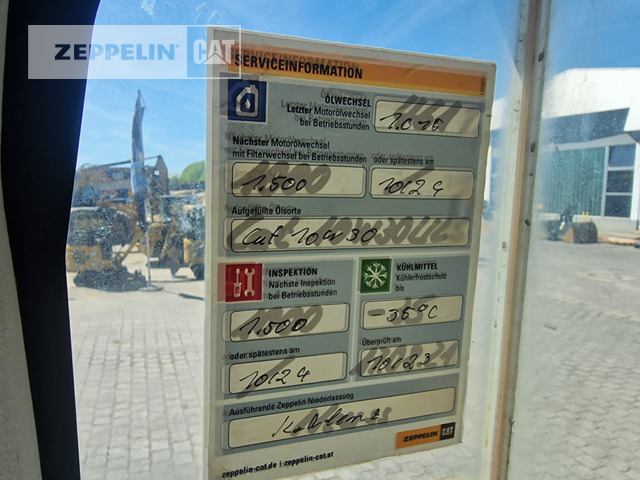 ZEPPELIN CAT
SERVICEINFORMATION
ÖLWECHSEL
Letzter Motorölwechsel
bei Betriebsstunden
Nächster Motorölwechsel
mit Filterwechsel bei Betriebsstunden
oder spätestens am
1.500
10/24
Aufgefüllte Ölsorte
Cat 10W30
INSPEKTION
Nächste Inspektion
bei Betriebsstunden
KÜHLMITTEL
Kühlerfrostschutz
bis
1.500
-36°C
oder spätestens am
Überprüft am
10/24
10/23
Ausführende Zeppelin Niederlassung
ZEPPELIN CAT
zeppelin-cat.de | zeppelin-cat.at